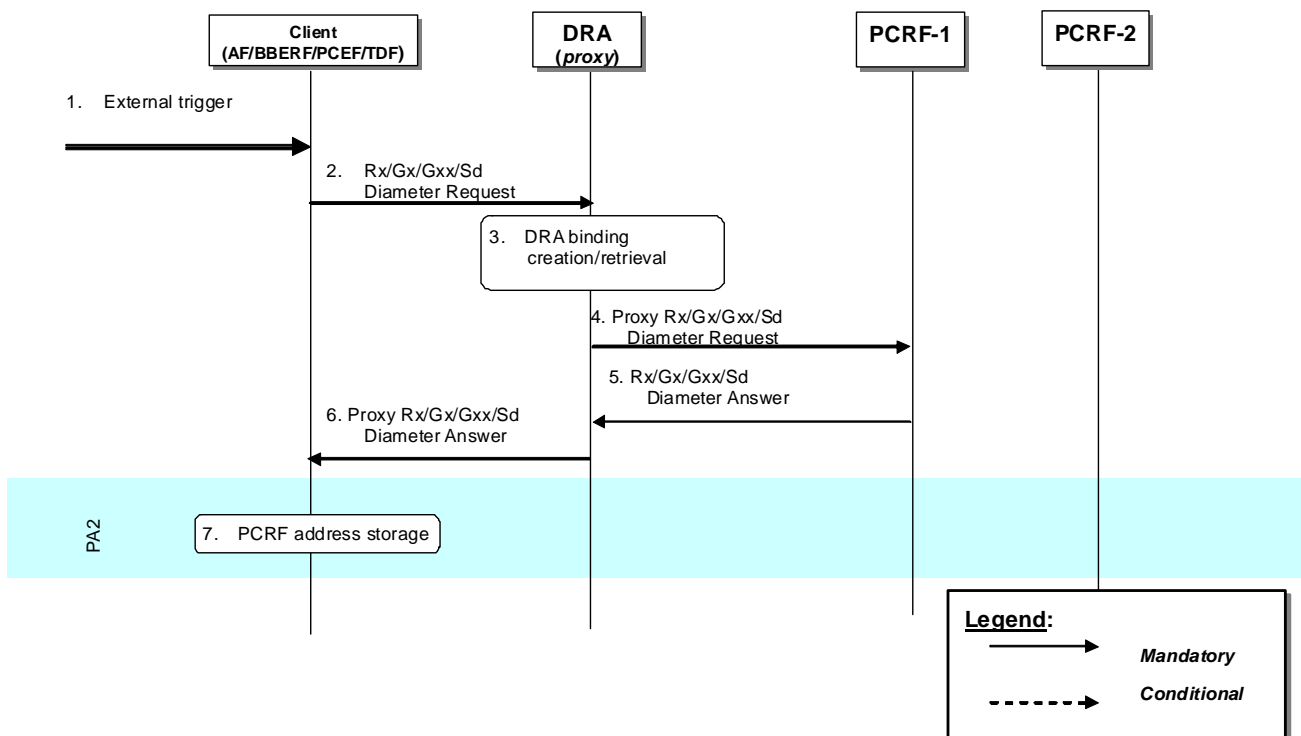 Client
(AF/BBERF/PCEF/TDF)
DRA
(proxy)
PCRF-1
PCRF-2
1. External trigger
2. Rx/Gx/Gxx/Sd
Diameter Request
3. DRA binding
creation/retrieval
4. Proxy Rx/Gx/Gxx/Sd
Diameter Request
5. Rx/Gx/Gxx/Sd
Diameter Answer
6. Proxy Rx/Gx/Gxx/Sd
Diameter Answer
PA2
7. PCRF address storage
Legend:
Mandatory
Conditional